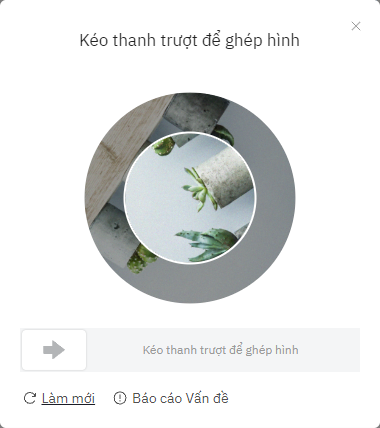 Kéo thanh trượt để ghép hình
Kéo thanh trượt để ghép hình
Làm mới
Báo cáo Vấn đề